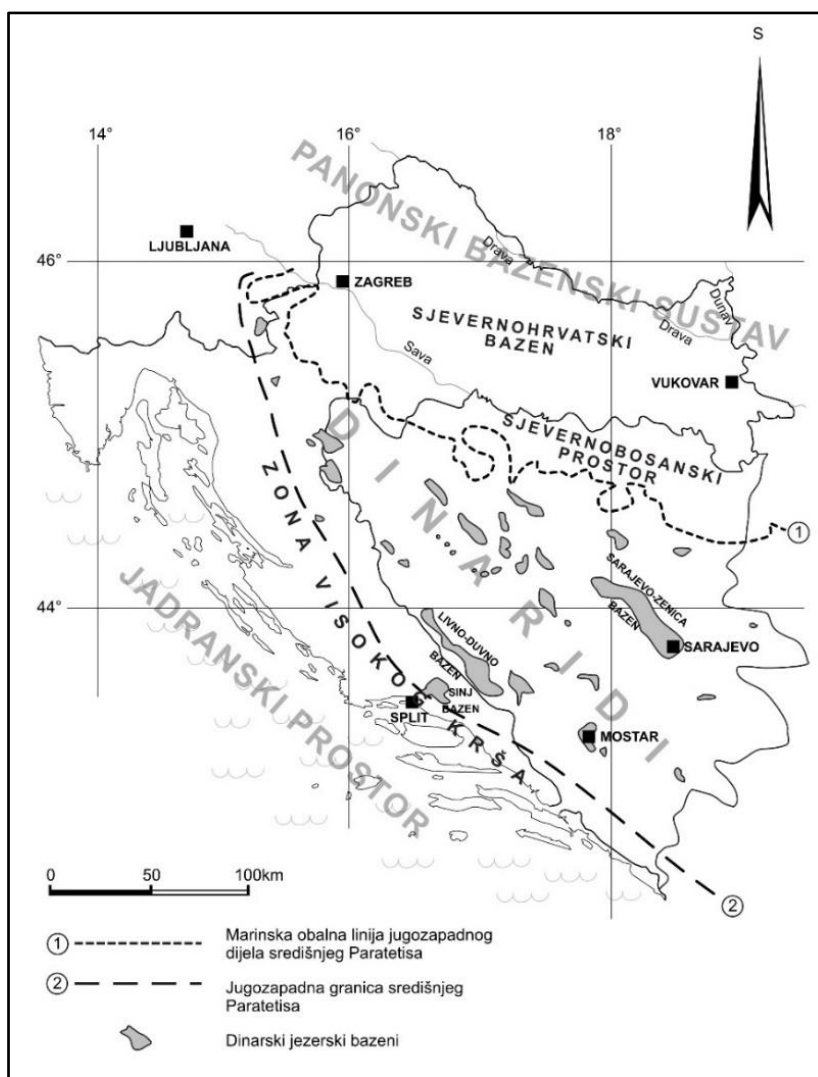 S
14°
16°
18°
PANONSKI BAZENSKI SUSTAV
46°
LJUBLJANA
ZAGREB
Drava
Dunav
SJEVERNOHRVATSKI
BAZEN
Drava
Sava
VUKOVAR
SJEVERNOBOSANSKI
PROSTOR
DINARIDI
ZONA VISOKOG KRŠA
1
44°
SARAJEVO-ZENICA
BAZEN
LIVNO-DUVNO
BAZEN
SARAJEVO
JADRANSKI PROSTOR
SINJ
BAZEN
SPLIT
MOSTAR
0 50 100km
2
1 Marinska obalna linija jugozapadnog
dijela središnjeg Paratetisa
2 Jugozapadna granica središnjeg
Paratetisa
Dinarski jezerski bazeni